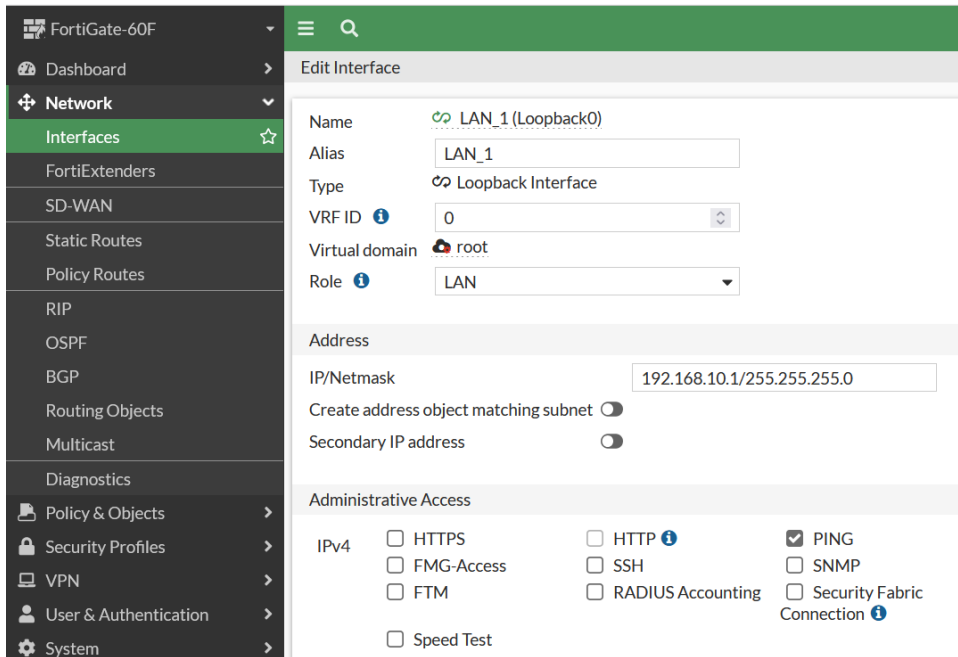 FortiGate-60F
Dashboard
Network
Interfaces
FortiExtenders
SD-WAN
Static Routes
Policy Routes
RIP
OSPF
BGP
Routing Objects
Multicast
Diagnostics
Policy & Objects
Security Profiles
VPN
User & Authentication
System
Edit Interface
Name LAN_1 (Loopback0)
Alias LAN_1
Type Loopback Interface
VRF ID 0
Virtual domain root
Role LAN
Address
IP/Netmask 192.168.10.1/255.255.255.0
Create address object matching subnet
Secondary IP address
Administrative Access
IPv4 HTTPS HTTP PING
FMG-Access SSH SNMP
FTM RADIUS Accounting Security Fabric
Connection
Speed Test